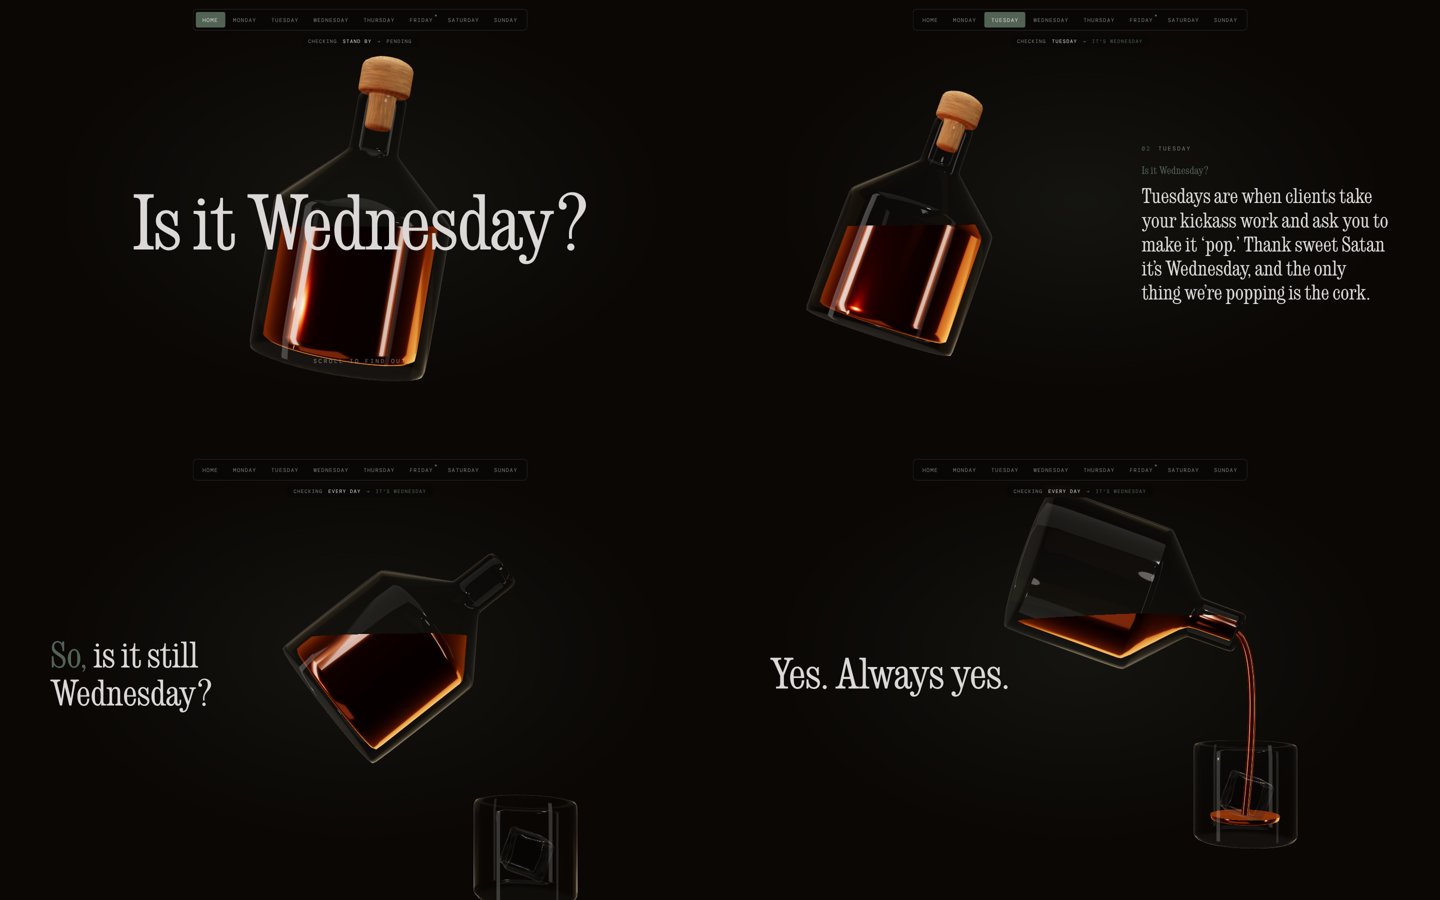 HOME MONDAY TUESDAY WEDNESDAY THURSDAY FRIDAY * SATURDAY SUNDAY
CHECKING STAND BY → PENDING
Is it Wednesday?
SCROLL TO FIND OUT
HOME MONDAY TUESDAY WEDNESDAY THURSDAY FRIDAY * SATURDAY SUNDAY
CHECKING TUESDAY → IT'S WEDNESDAY
02 TUESDAY
Is it Wednesday?
Tuesdays are when clients take
your kickass work and ask you to
make it ‘pop.’ Thank sweet Satan
it’s Wednesday, and the only
thing we’re popping is the cork.
HOME MONDAY TUESDAY WEDNESDAY THURSDAY FRIDAY * SATURDAY SUNDAY
CHECKING EVERY DAY → IT'S WEDNESDAY
So, is it still
Wednesday?
HOME MONDAY TUESDAY WEDNESDAY THURSDAY FRIDAY * SATURDAY SUNDAY
CHECKING EVERY DAY → IT'S WEDNESDAY
Yes. Always yes.